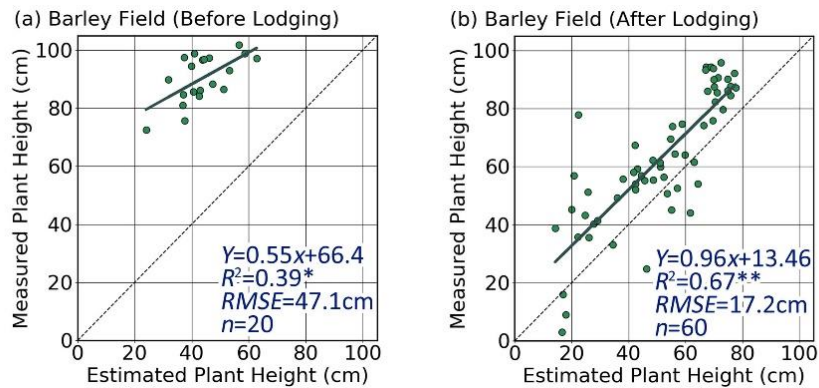 (a) Barley Field (Before Lodging)
100
80
60
40
20
0
Measured Plant Height (cm)
Y=0.55x+66.4
R²=0.39*
RMSE=47.1cm
n=20
0 20 40 60 80 100
Estimated Plant Height (cm)
(b) Barley Field (After Lodging)
100
80
60
40
20
0
Measured Plant Height (cm)
Y=0.96x+13.46
R²=0.67**
RMSE=17.2cm
n=60
0 20 40 60 80 100
Estimated Plant Height (cm)